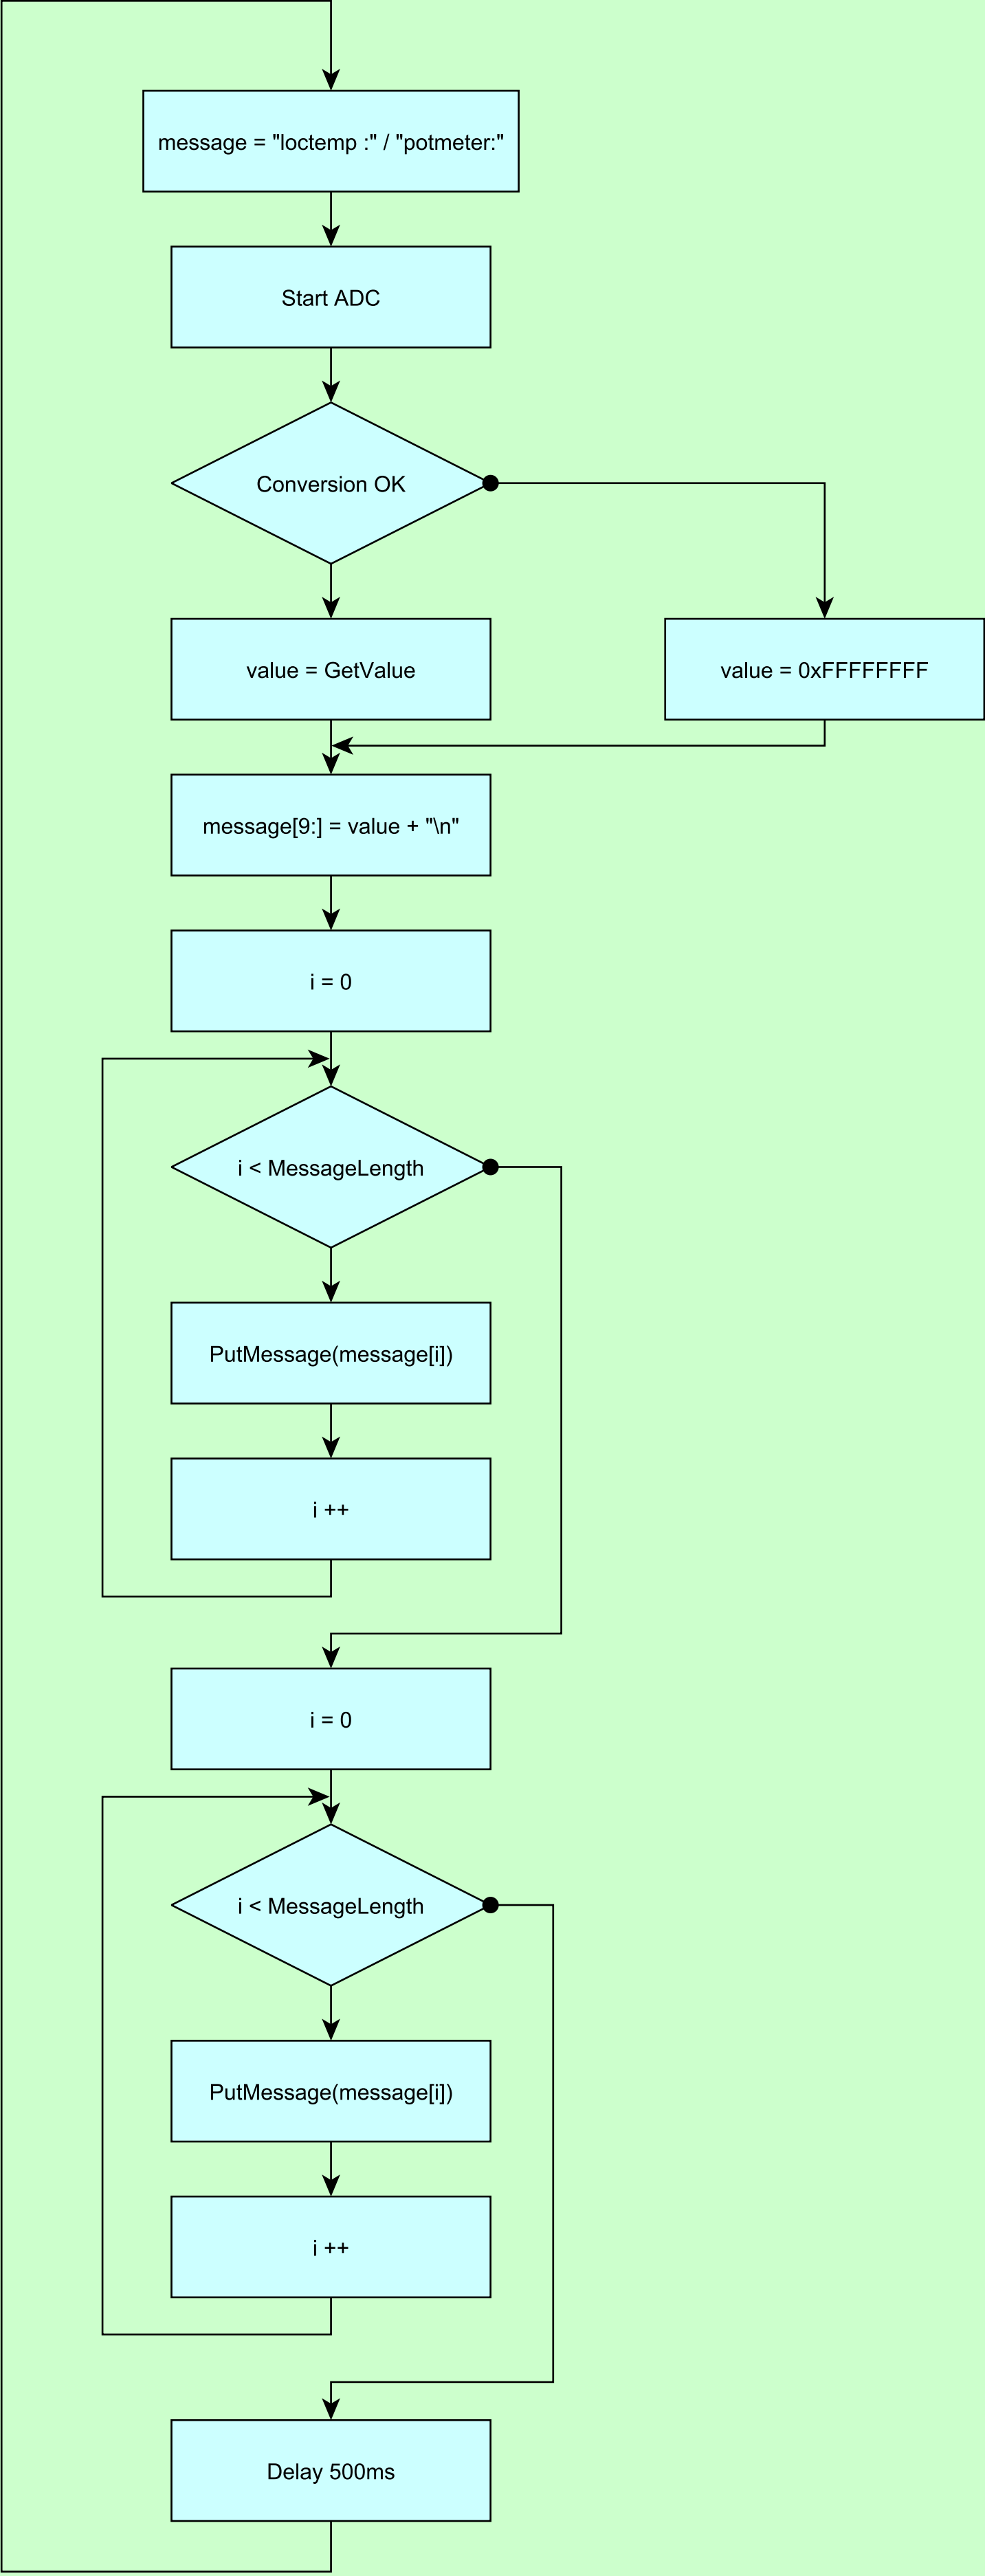 message = "loctemp :" / "potmeter:"
Start ADC
Conversion OK
value = GetValue
value = 0xFFFFFFFF
message[9:] = value + "\n"
i = 0
i < MessageLength
PutMessage(message[i])
i ++
i = 0
i < MessageLength
PutMessage(message[i])
i ++
Delay 500ms